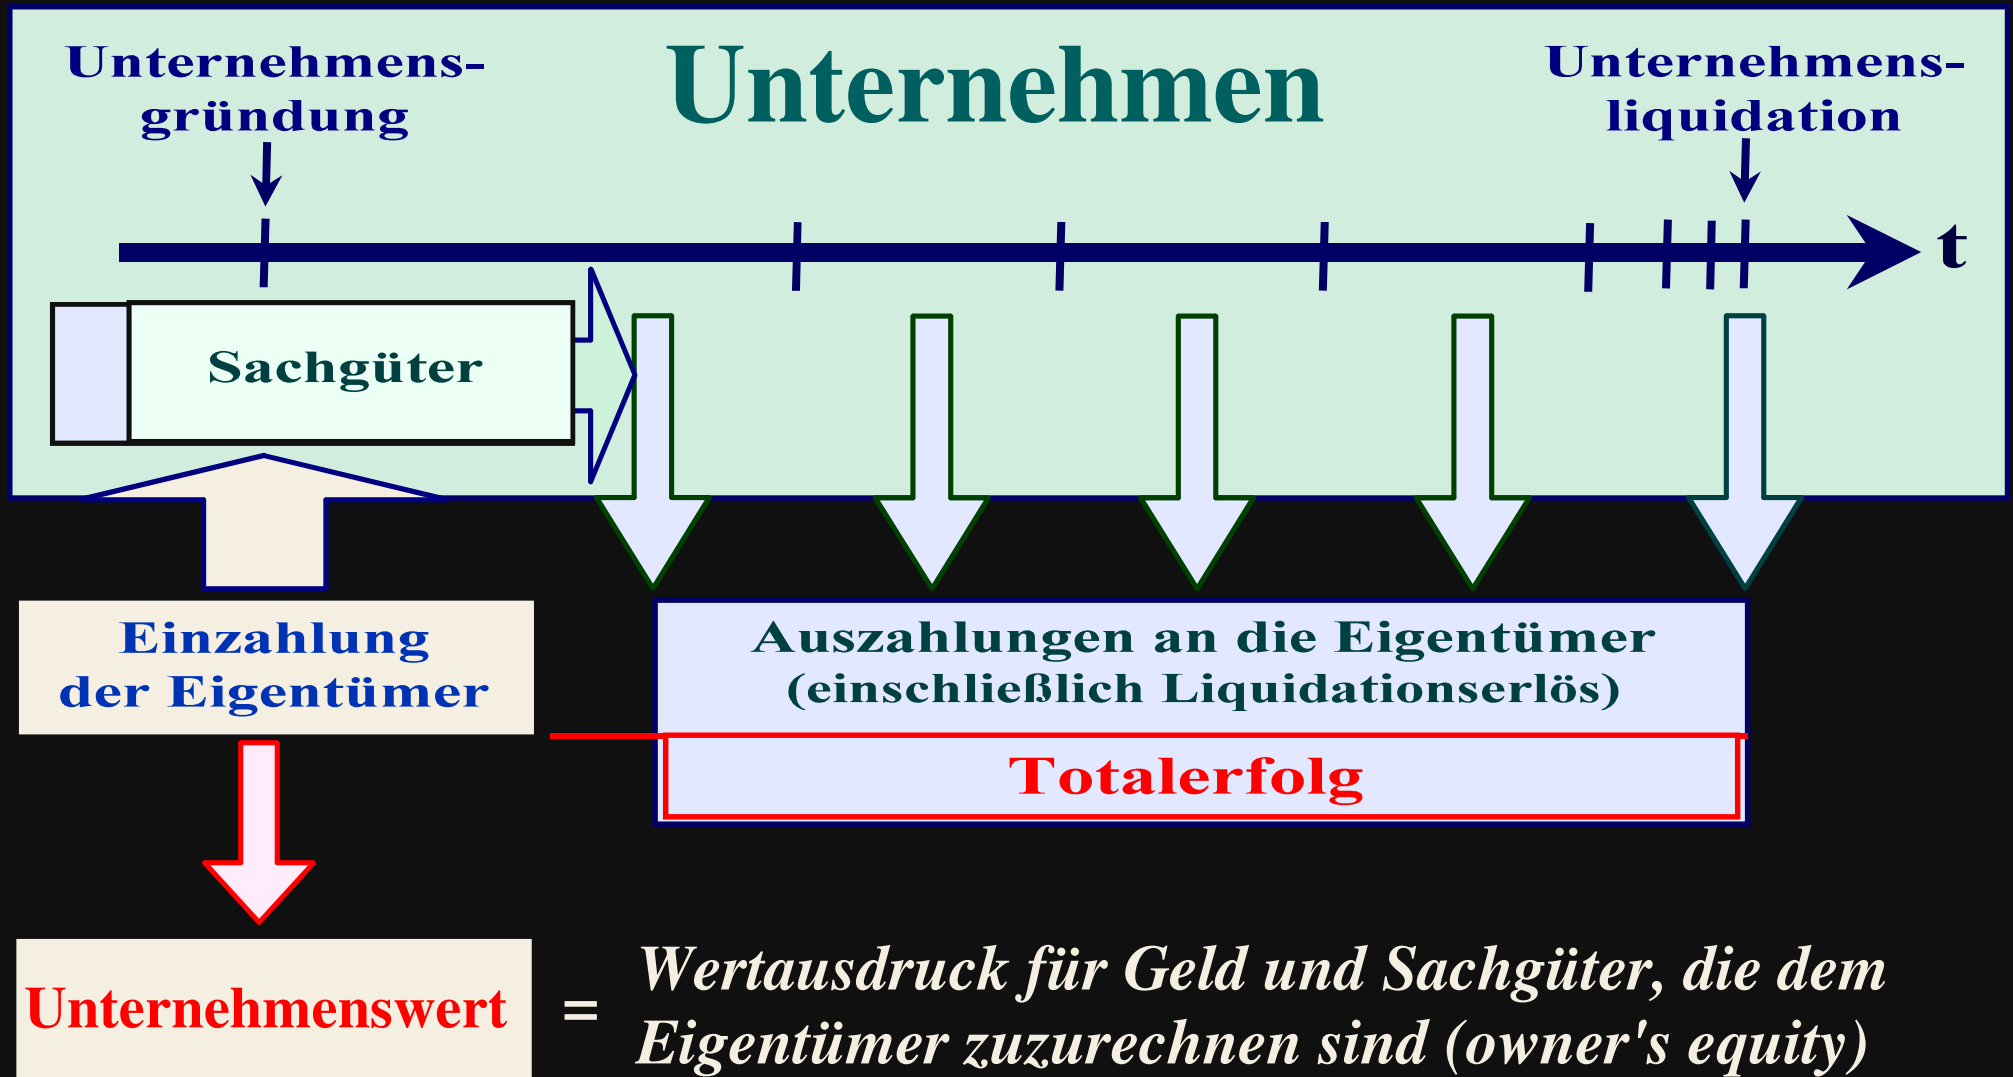 Unternehmens-
gründung
Unternehmen
Unternehmens-
liquidation
t
Sachgüter
Einzahlung
der Eigentümer
Auszahlungen an die Eigentümer
(einschließlich Liquidationserlös)
Totalerfolg
Unternehmenswert
=
Wertausdruck für Geld und Sachgüter, die dem
Eigentümer zuzurechnen sind (owner's equity)